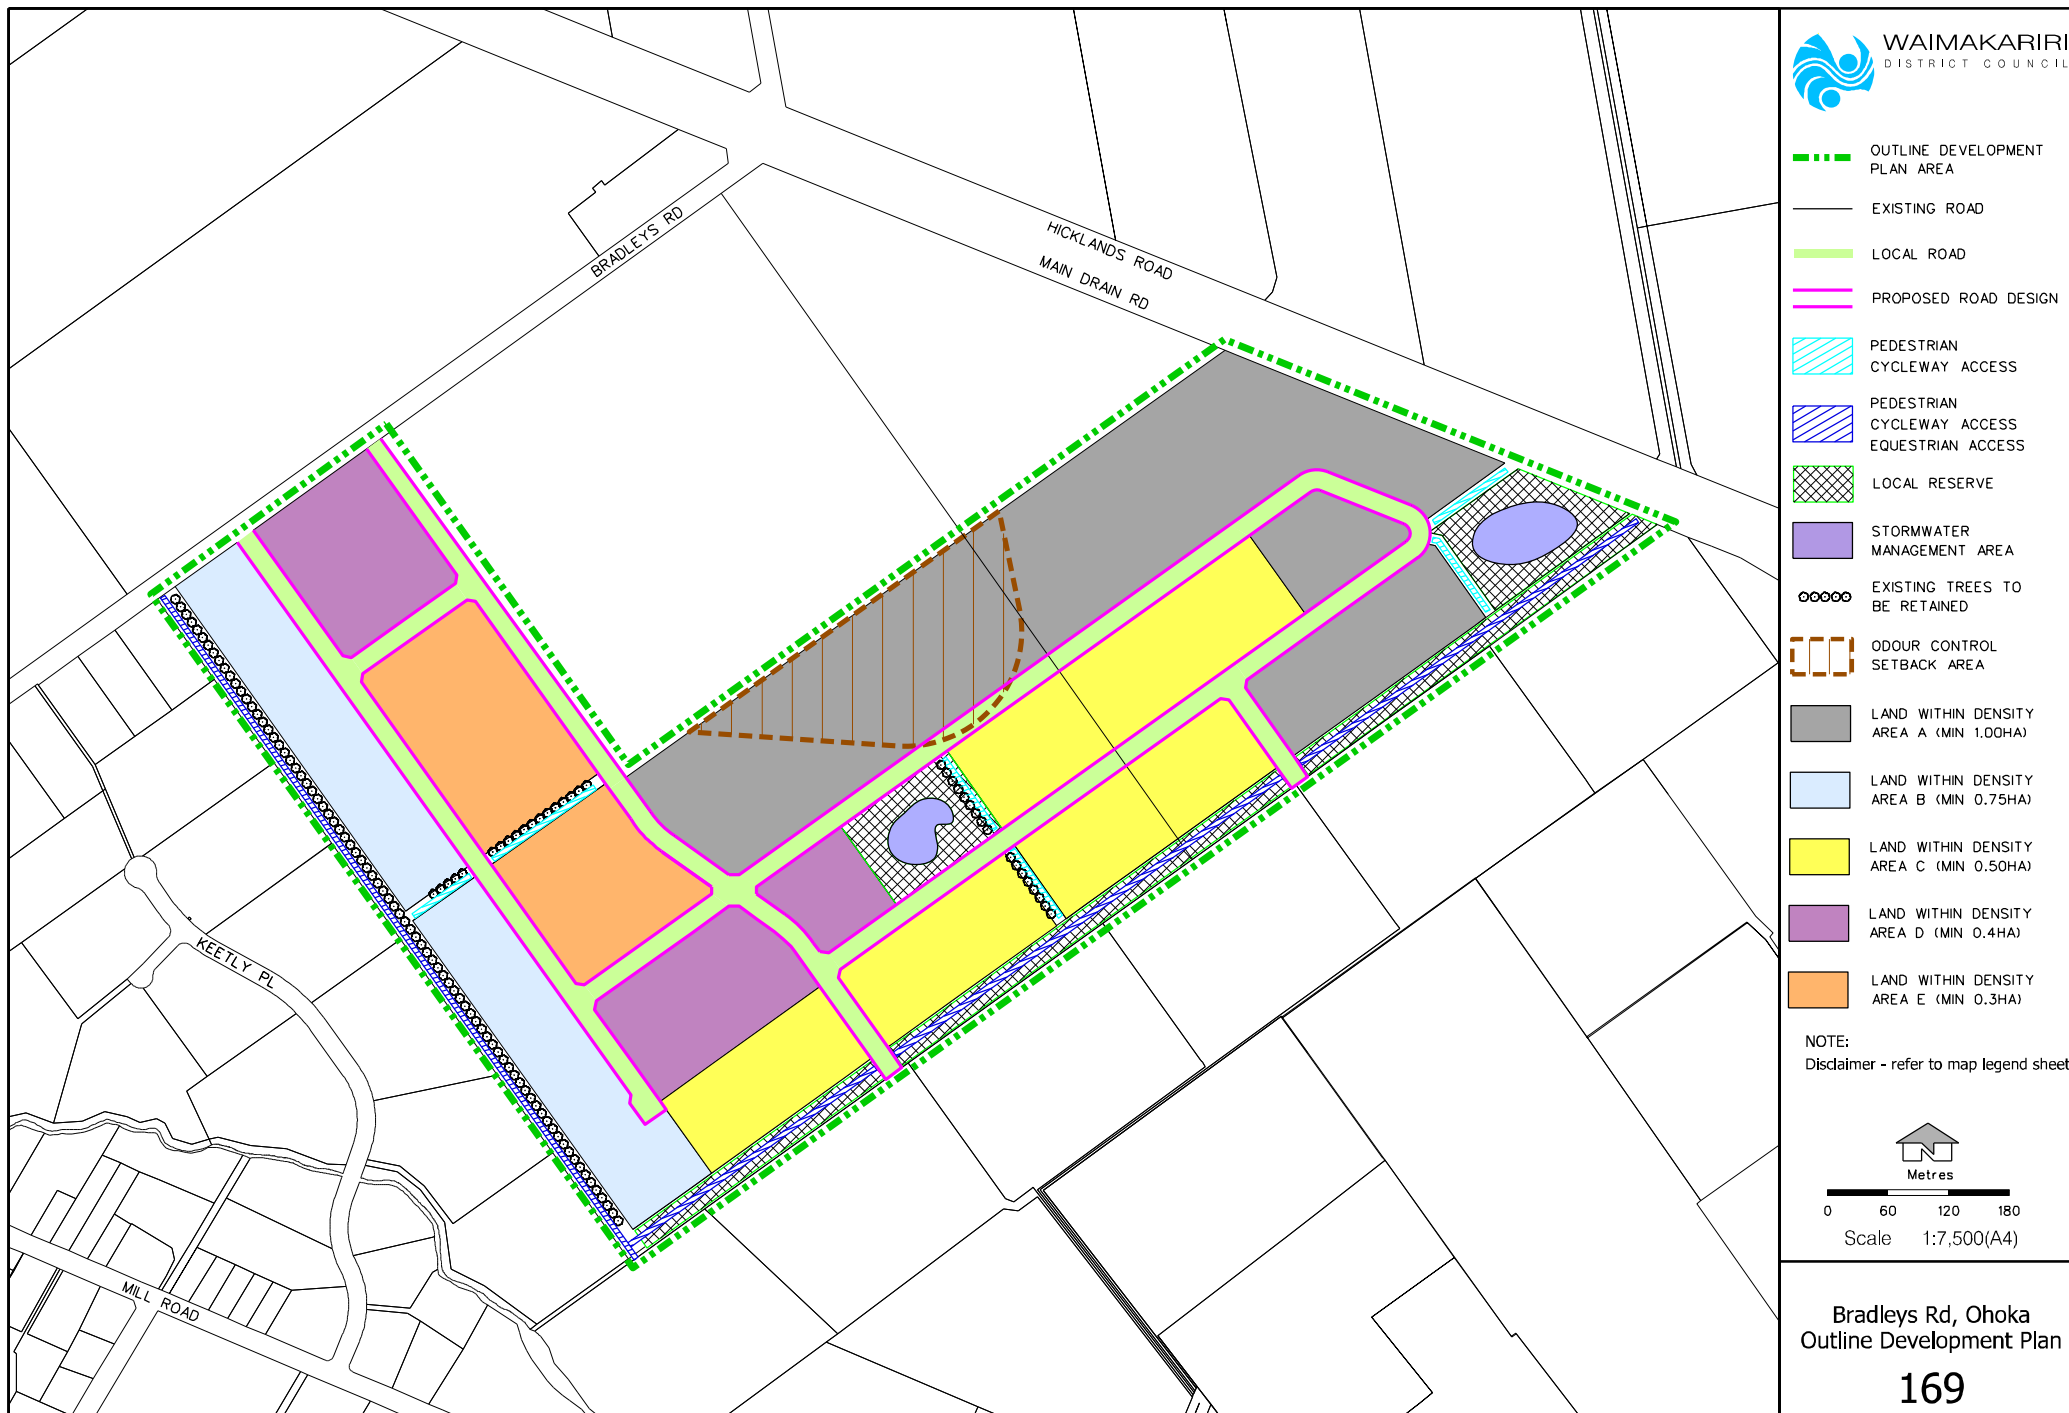 WAIMAKARIRI
DISTRICT COUNCIL
OUTLINE DEVELOPMENT
PLAN AREA
EXISTING ROAD
LOCAL ROAD
PROPOSED ROAD DESIGN
PEDESTRIAN
CYCLEWAY ACCESS
PEDESTRIAN
CYCLEWAY ACCESS
EQUESTRIAN ACCESS
LOCAL RESERVE
STORMWATER
MANAGEMENT AREA
EXISTING TREES TO
BE RETAINED
ODOUR CONTROL
SETBACK AREA
LAND WITHIN DENSITY
AREA A (MIN 1.00HA)
LAND WITHIN DENSITY
AREA B (MIN 0.75HA)
LAND WITHIN DENSITY
AREA C (MIN 0.50HA)
LAND WITHIN DENSITY
AREA D (MIN 0.4HA)
LAND WITHIN DENSITY
AREA E (MIN 0.3HA)
NOTE:
Disclaimer - refer to map legend sheet
N
Metres
0 60 120 180
Scale 1:7,500(A4)
Bradleys Rd, Ohoka
Outline Development Plan
169
BRADLEYS RD
HICKLANDS ROAD
MAIN DRAIN RD
KEETLY PL
MILL ROAD